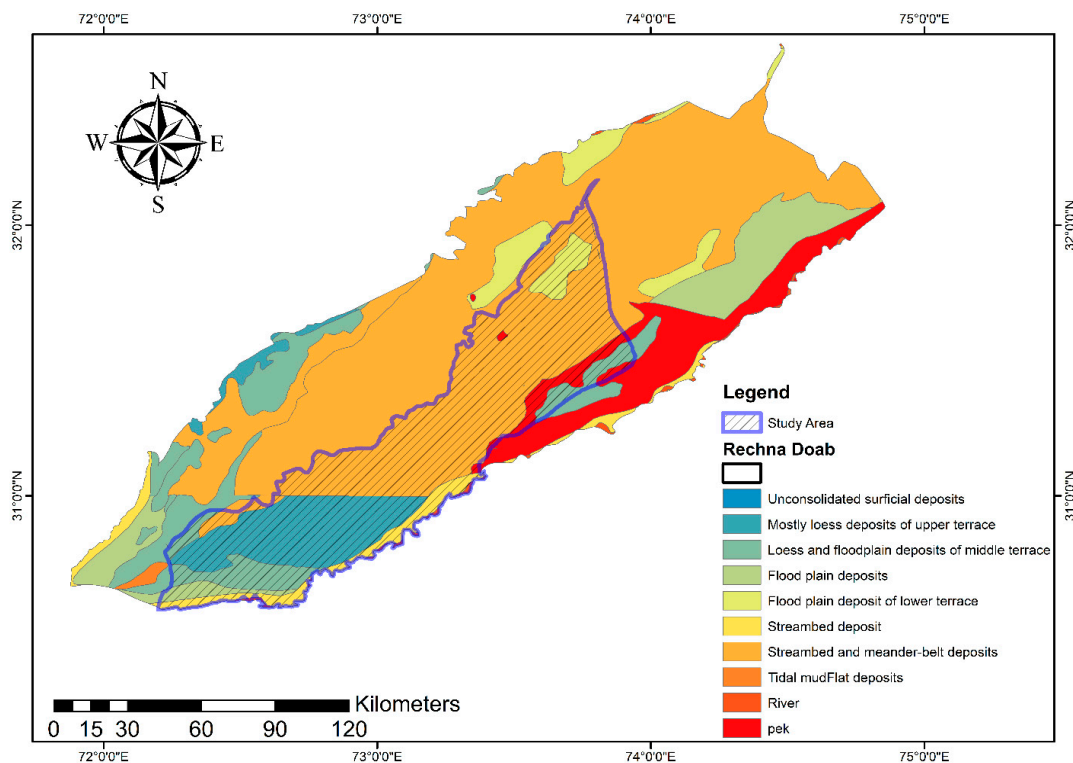 72°0'0"E
73°0'0"E
74°0'0"E
75°0'0"E
N
W
E
S
32°0'0"N
32°0'0"N
31°0'0"N
31°0'0"N
Legend
Study Area
Rechna Doab
Unconsolidated surficial deposits
Mostly loess deposits of upper terrace
Loess and floodplain deposits of middle terrace
Flood plain deposits
Flood plain deposit of lower terrace
Streambed deposit
Streambed and meander-belt deposits
Tidal mudFlat deposits
River
pek
Kilometers
0 15 30 60 90 120
72°0'0"E
73°0'0"E
74°0'0"E
75°0'0"E